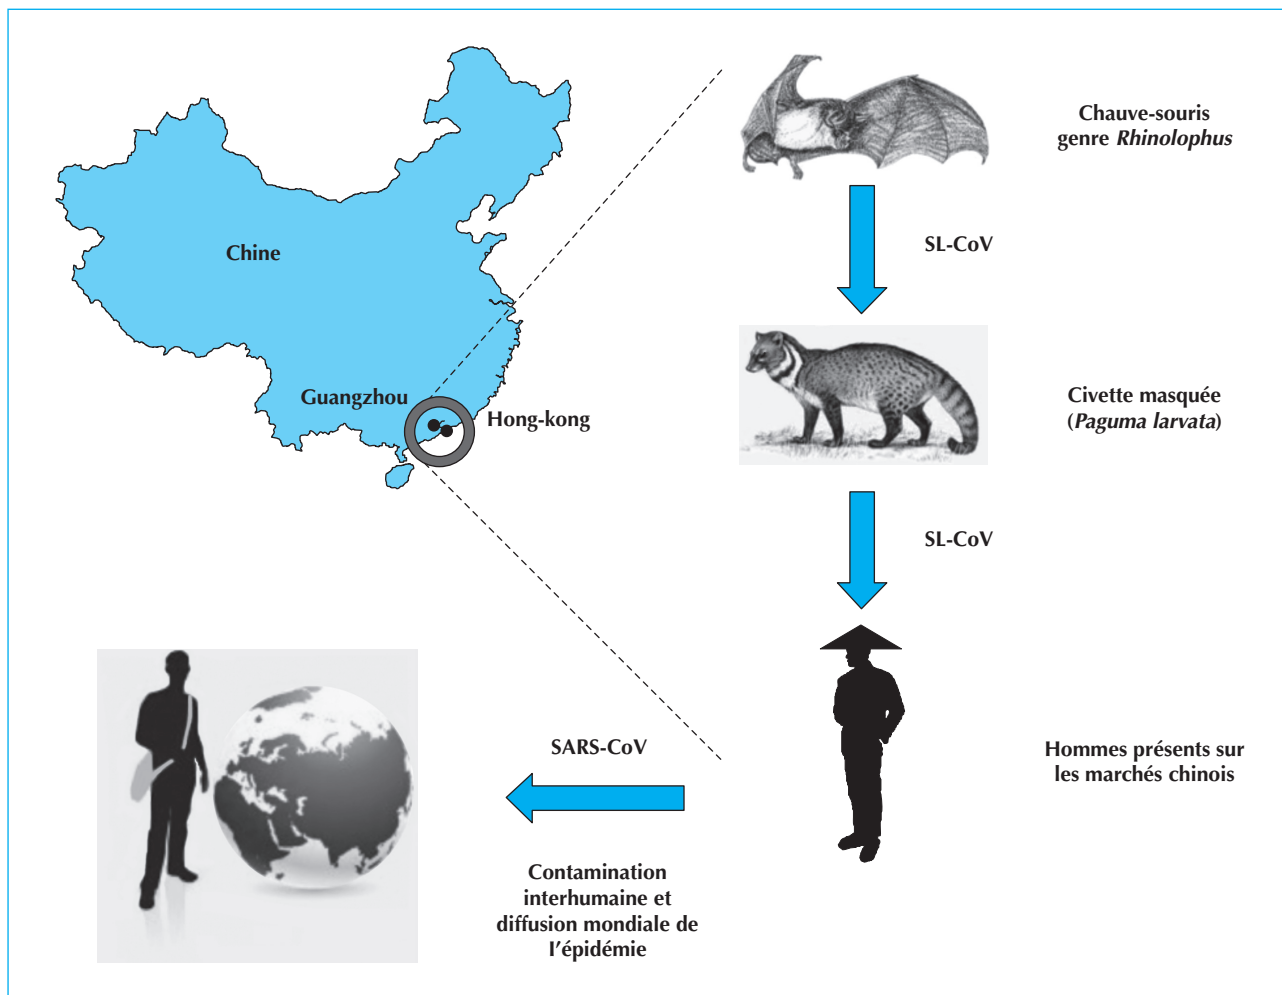 Chauve-souris
genre Rhinolophus
SL-CoV
Chine
Civette masquée
(Paguma larvata)
Guangzhou
Hong-kong
SL-CoV
SARS-CoV
Hommes présents sur
les marchés chinois
Contamination
interhumaine et
diffusion mondiale de
l'épidémie